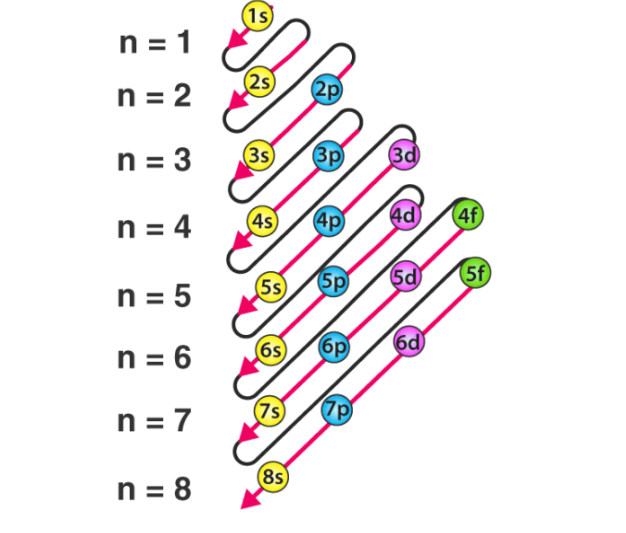 1s
n = 1
2s
n = 2 2p
n = 3 3s 3p 3d
n = 4 4s 4p 4d 4f
n = 5 5s 5p 5d 5f
n = 6 6s 6p 6d
n = 7 7s 7p
n = 8 8s